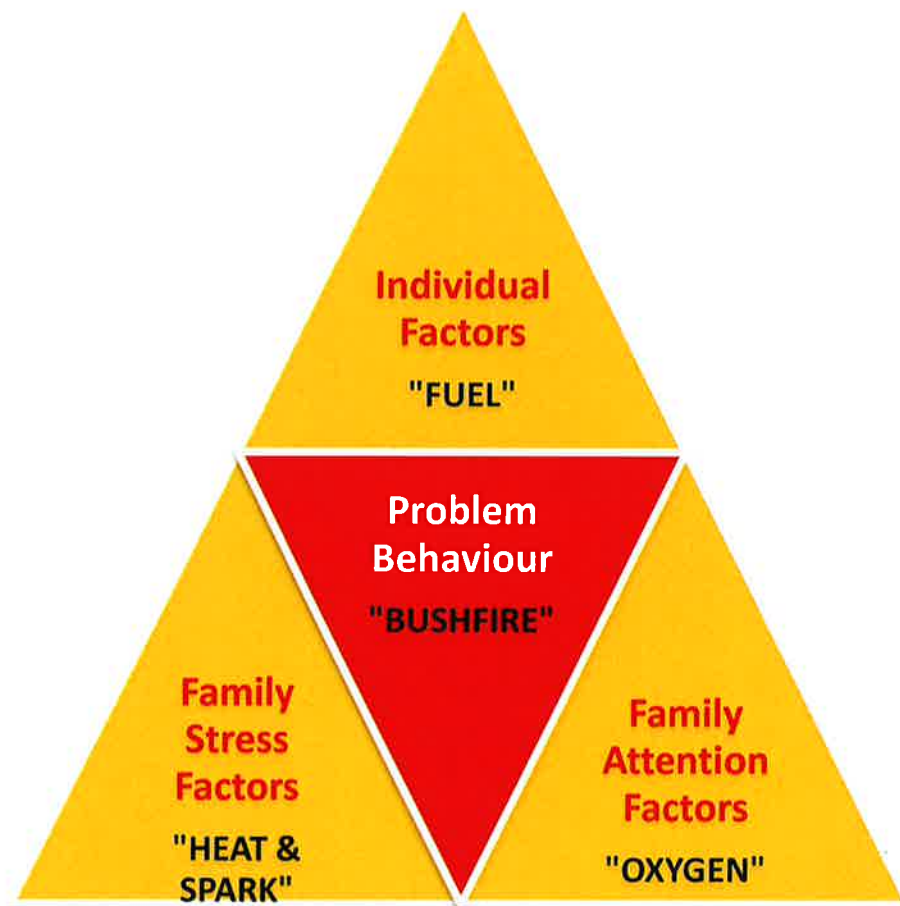 Individual
Factors
"FUEL"
Problem
Behaviour
"BUSHFIRE"
Family
Stress
Factors
"HEAT &
SPARK"
Family
Attention
Factors
"OXYGEN"